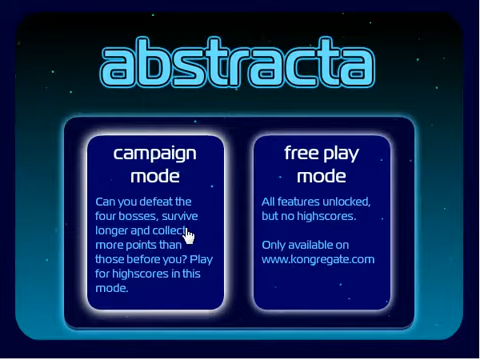 abstracta
campaign
mode
Can you defeat the
four bosses, survive
longer and collect
more points than
those before you? Play
for highscores in this
mode.
free play
mode
All features unlocked,
but no highscores.
Only available on
www.kongregate.com